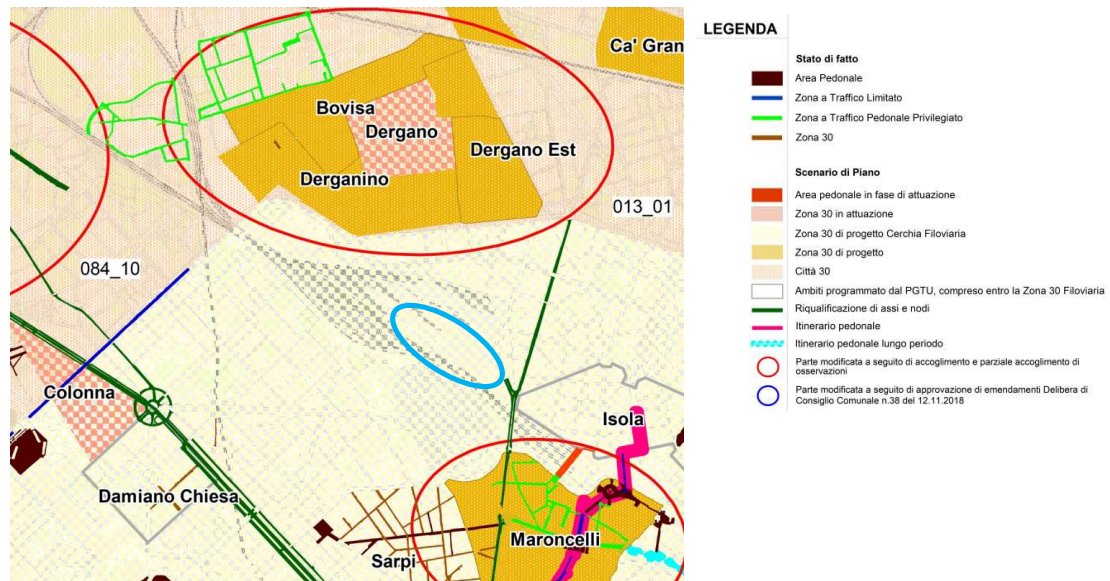 Ca' Gran
Bovisa
Dergano
Dergano Est
Derganino
013_01
084_10
Colonna
Isola
Damiano Chiesa
Maroncelli
Sarpi
LEGENDA
Stato di fatto
Area Pedonale
Zona a Traffico Limitato
Zona a Traffico Pedonale Privilegiato
Zona 30
Scenario di Piano
Area pedonale in fase di attuazione
Zona 30 in attuazione
Zona 30 di progetto Cerchia Filoviaria
Zona 30 di progetto
Città 30
Ambiti programmato dal PGTU, compreso entro la Zona 30 Filoviaria
Riqualificazione di assi e nodi
Itinerario pedonale
Itinerario pedonale lungo periodo
Parte modificata a seguito di accoglimento e parziale accoglimento di
osservazioni
Parte modificata a seguito di approvazione di emendamenti Delibera di
Consiglio Comunale n.38 del 12.11.2018